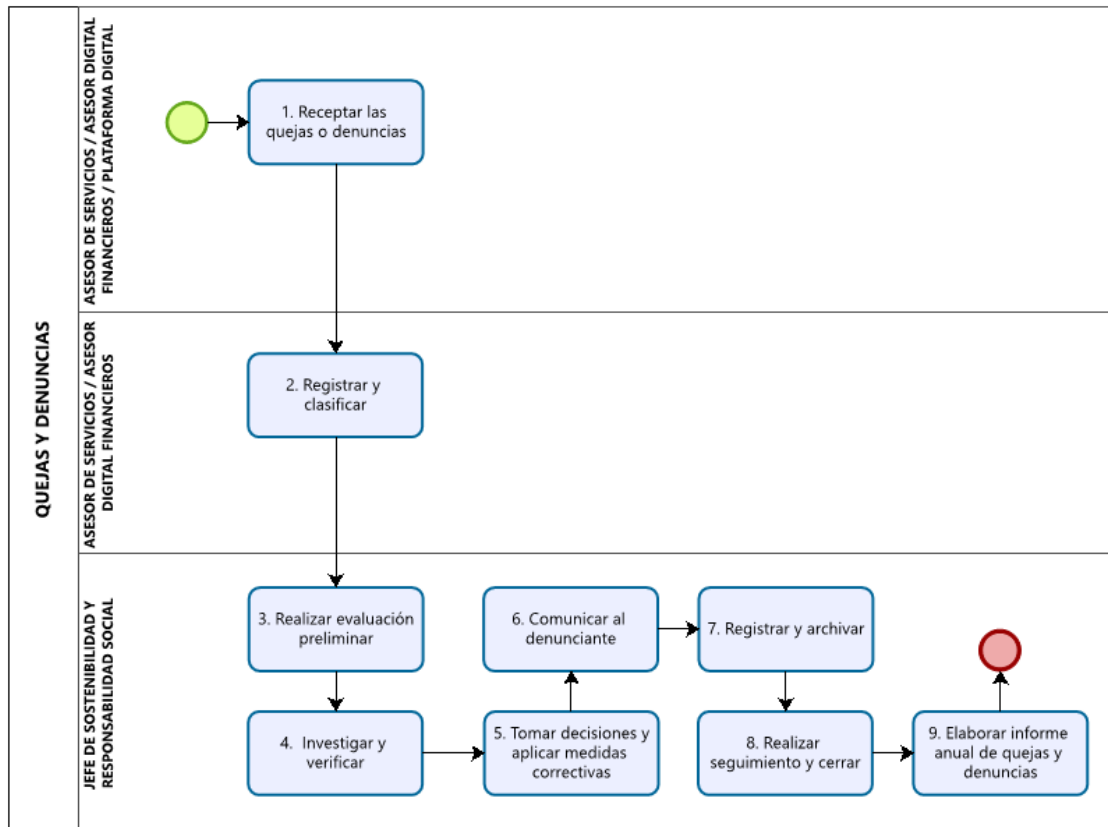 QUEJAS Y DENUNCIAS
ASESOR DE SERVICIOS / ASESOR DIGITAL
FINANCIEROS / PLATAFORMA DIGITAL
1. Receptar las
quejas o denuncias
ASESOR DE SERVICIOS / ASESOR
DIGITAL FINANCIEROS
2. Registrar y
clasificar
JEFE DE SOSTENIBILIDAD Y
RESPONSABILIDAD SOCIAL
3. Realizar evaluación
preliminar
4. Investigar y
verificar
5. Tomar decisiones y
aplicar medidas
correctivas
6. Comunicar al
denunciante
7. Registrar y archivar
8. Realizar
seguimiento y cerrar
9. Elaborar informe
anual de quejas y
denuncias